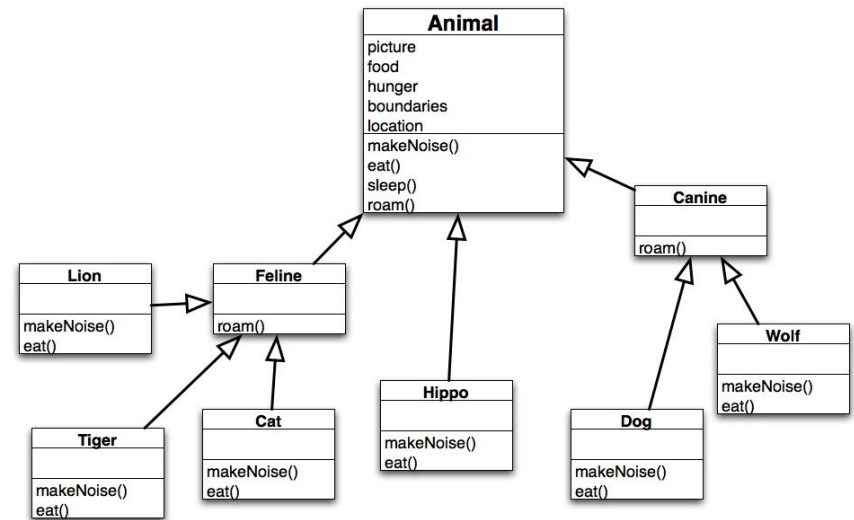 Animal
picture
food
hunger
boundaries
location
makeNoise()
eat()
sleep()
roam()
Canine
roam()
Lion
makeNoise()
eat()
Feline
roam()
Wolf
makeNoise()
eat()
Hippo
makeNoise()
eat()
Tiger
makeNoise()
eat()
Cat
makeNoise()
eat()
Dog
makeNoise()
eat()